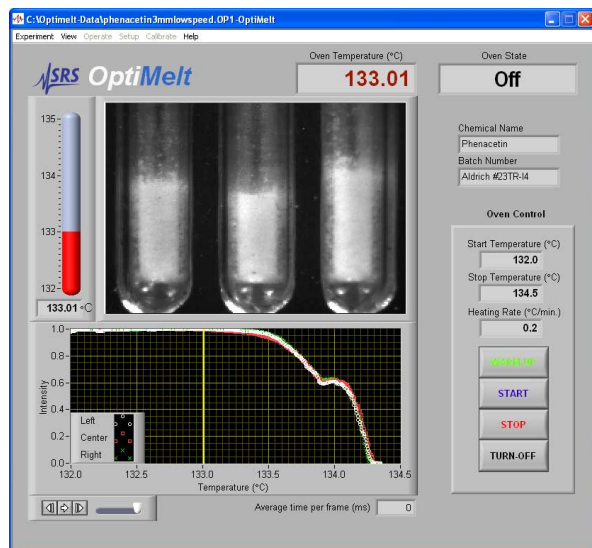 C:\Optimelt-Data\phenacetin3mmlowspeed.OP1-OptiMelt
Experiment View Operate Setup Calibrate Help
SRS OptiMelt
Oven Temperature (°C)
133.01
Oven State
Off
135
134
133
132
133.01 °C
Chemical Name
Phenacetin
Batch Number
Aldrich #23TR-I4
Oven Control
Start Temperature (°C)
132.0
Stop Temperature (°C)
134.5
Heating Rate (°C/min.)
0.2
START
STOP
TURN-OFF
Intensity
1.0
0.8
0.6
0.4
0.2
0.0
Left
Center
Right
132.0 132.5 133.0 133.5 134.0 134.5
Temperature (°C)
Average time per frame (ms) 0